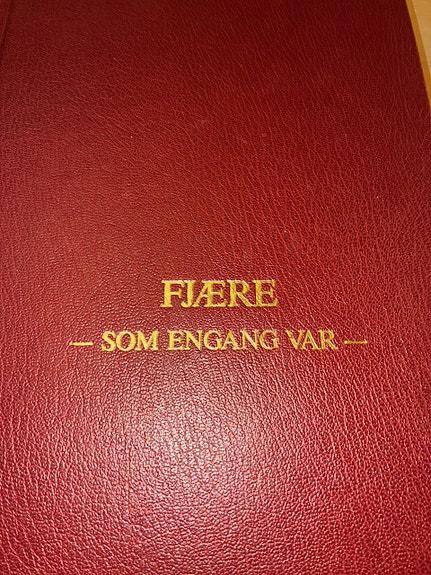 FJÆRE
— SOM ENGANG VAR —